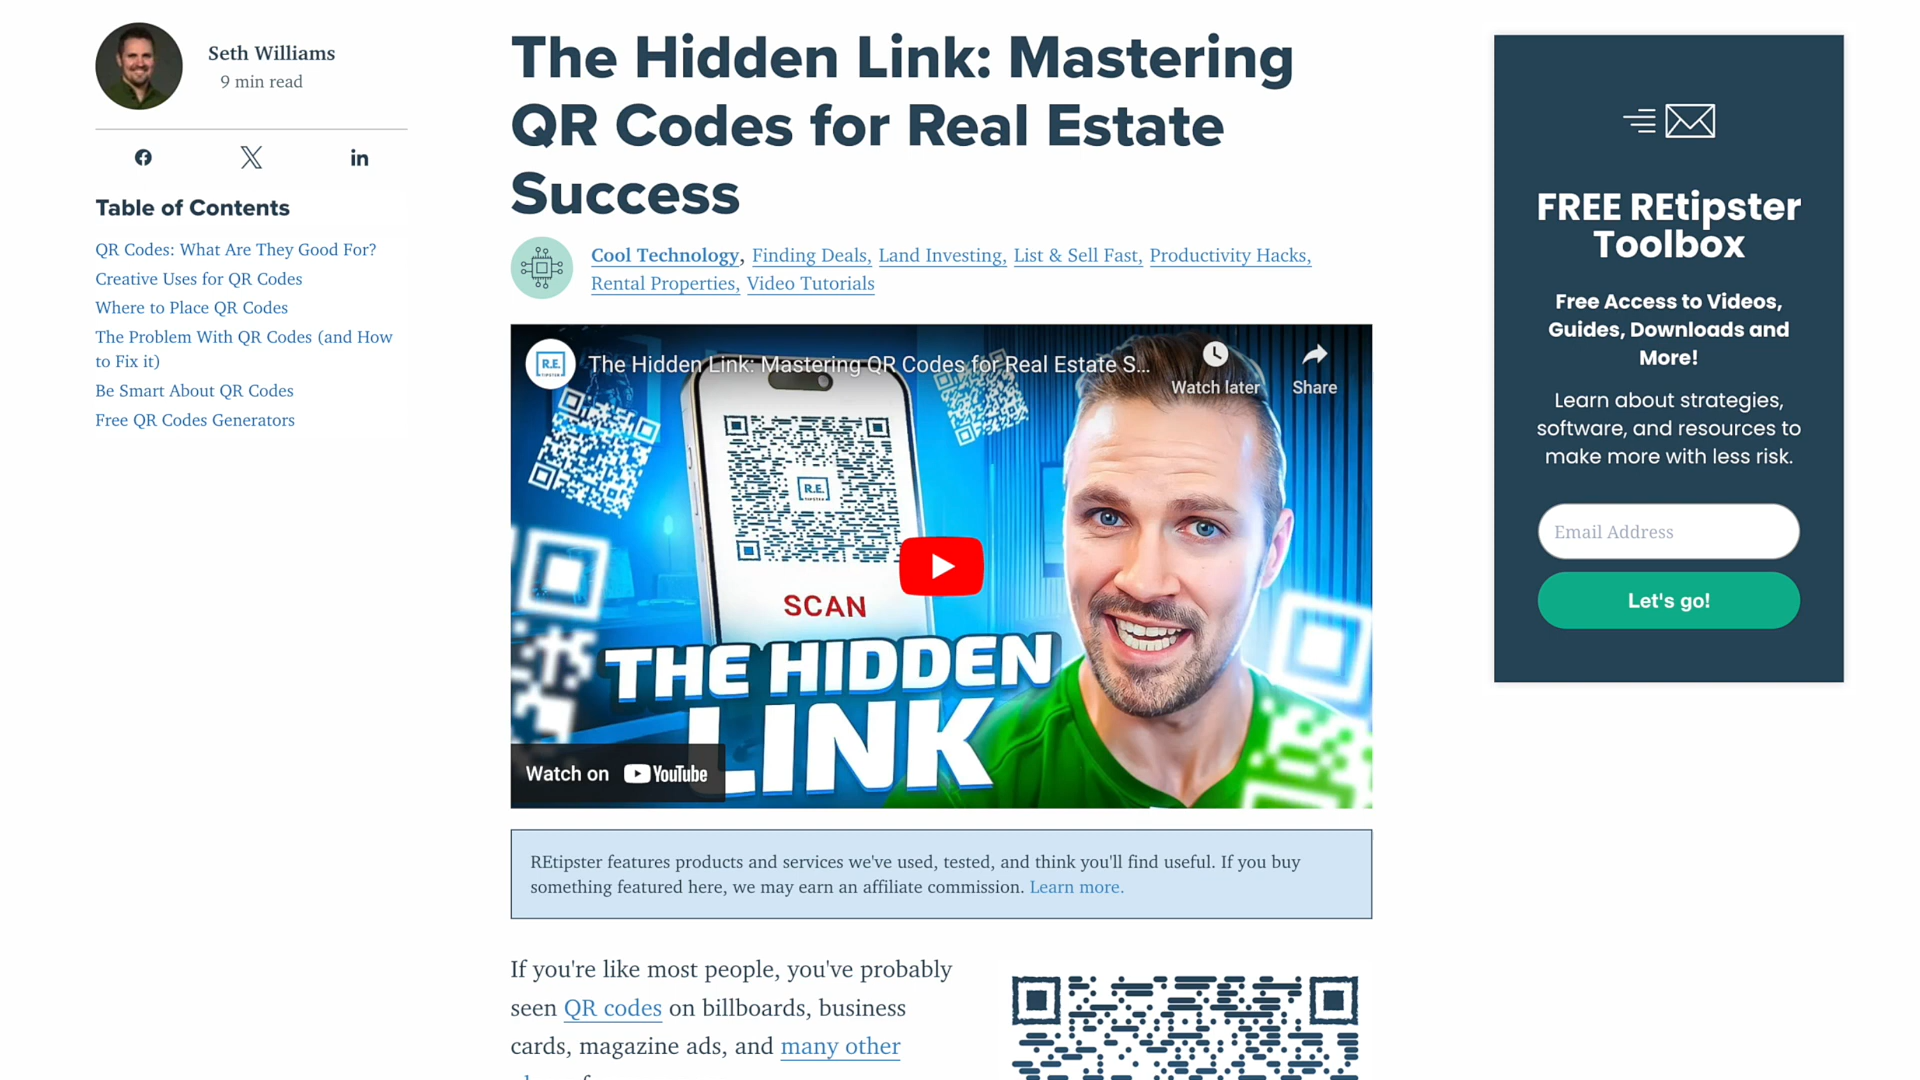 Seth Williams
9 min read
Table of Contents
QR Codes: What Are They Good For?
Creative Uses for QR Codes
Where to Place QR Codes
The Problem With QR Codes (and How
to Fix it)
Be Smart About QR Codes
Free QR Codes Generators
The Hidden Link: Mastering
QR Codes for Real Estate
Success
Cool Technology, Finding Deals, Land Investing, List & Sell Fast, Productivity Hacks,
Rental Properties, Video Tutorials
R.E.
TIPSTER
The Hidden Link: Mastering QR Codes for Real Estate S...
Watch later
Share
R.E.
TIPSTER
SCAN
THE HIDDEN
LINK
Watch on YouTube
REtipster features products and services we've used, tested, and think you'll find useful. If you buy
something featured here, we may earn an affiliate commission. Learn more.
If you're like most people, you've probably
seen QR codes on billboards, business
cards, magazine ads, and many other
FREE REtipster
Toolbox
Free Access to Videos,
Guides, Downloads and
More!
Learn about strategies,
software, and resources to
make more with less risk.
Email Address
Let's go!